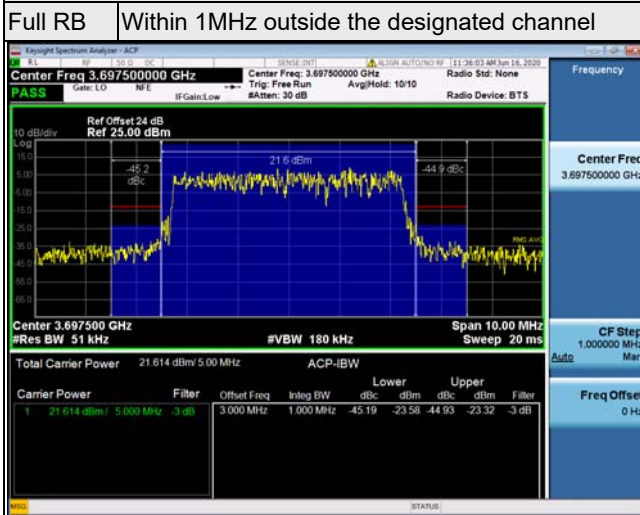 Full RB Within 1MHz outside the designated channel
Keysight Spectrum Analyzer - ACP
RL RF 50 Ω DC SENSE:INT ALIGN AUTO/NO RF 11:36:03 AM Jun 16, 2020
Center Freq 3.697500000 GHz Center Freq: 3.697500000 GHz Radio Std: None Frequency
PASS Gate: LO NFE Trig: Free Run Avg|Hold: 10/10
IFGain:Low #Atten: 30 dB Radio Device: BTS
Ref Offset 24 dB
10 dB/div Ref 25.00 dBm
Log
15.0
5.00
-45.2 dBc 21.6 dBm -44.9 dBc
RMS AVG
Center Freq
3.697500000 GHz
Center 3.697500 GHz Span 10.00 MHz
#Res BW 51 kHz #VBW 180 kHz Sweep 20 ms
CF Step
1.000000 MHz
Auto Man
Total Carrier Power 21.614 dBm/ 5.00 MHz ACP-IBW
Lower Upper
Carrier Power Filter Offset Freq Integ BW dBc dBm dBc dBm Filter
1 21.614 dBm / 5.000 MHz -3 dB 3.000 MHz 1.000 MHz -45.19 -23.58 -44.93 -23.32 -3 dB
Freq Offset
0 Hz
MSG STATUS